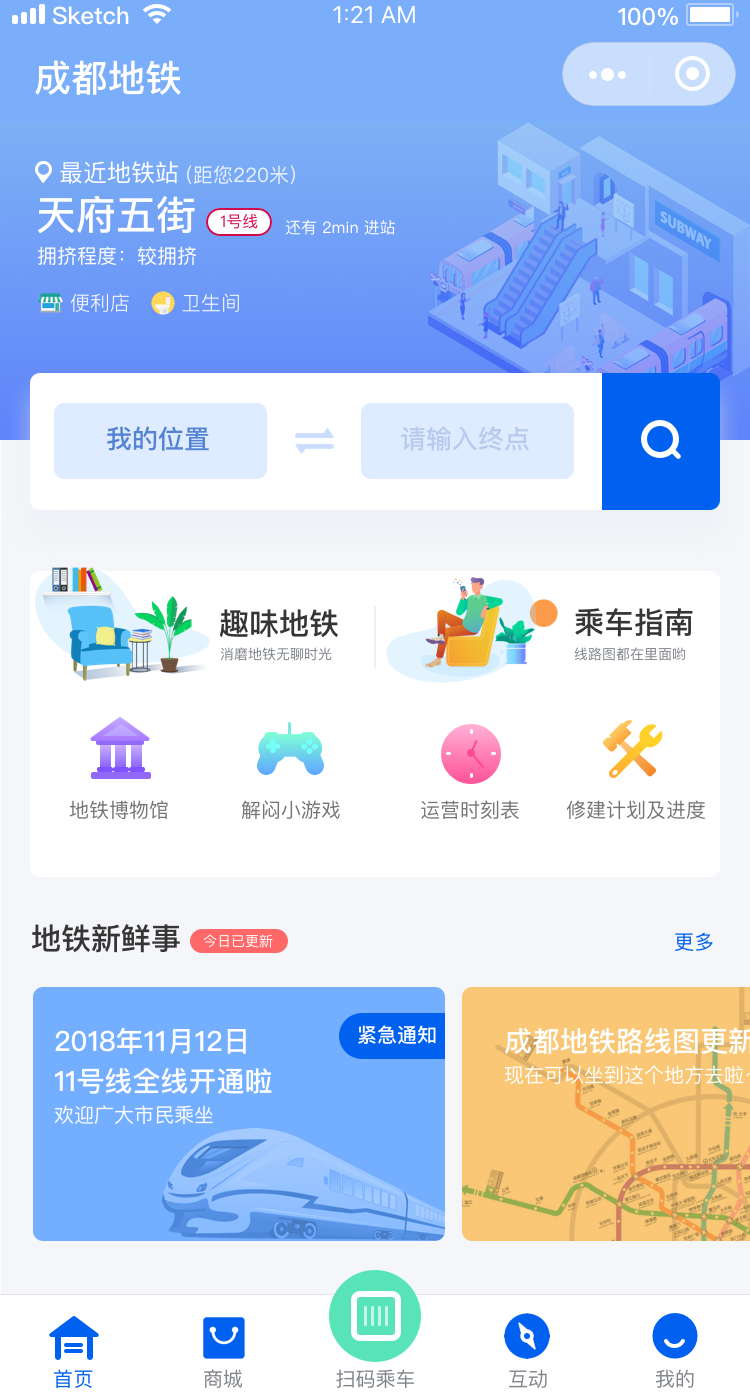 Sketch 1:21 AM 100%
成都地铁
最近地铁站 (距您220米)
天府五街 1号线 还有 2min 进站
拥挤程度：较拥挤
便利店 卫生间
SUBWAY
我的位置 请输入终点
趣味地铁 乘车指南
消磨地铁无聊时光 线路图都在里面哟
地铁博物馆 解闷小游戏 运营时刻表 修建计划及进度
地铁新鲜事 今日已更新 更多
紧急通知
2018年11月12日
11号线全线开通啦
欢迎广大市民乘坐
成都地铁路线图更新
现在可以坐到这个地方去啦
首页 商城 扫码乘车 互动 我的